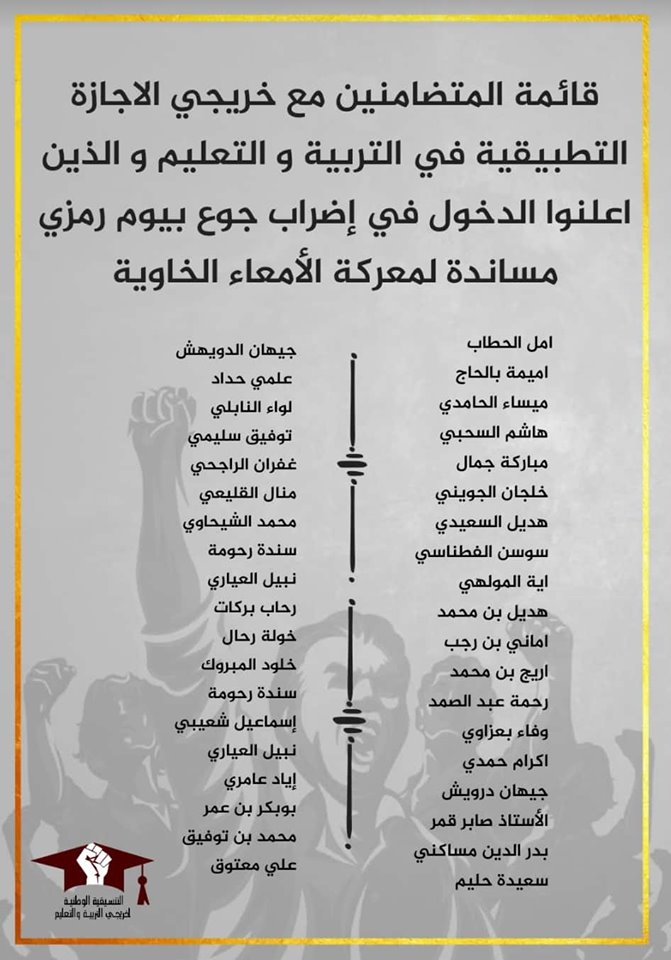 قائمة المتضامنين مع خريجي الاجازة
التطبيقية في التربية و التعليم و الذين
اعلنوا الدخول في إضراب جوع بيوم رمزي
مساندة لمعركة الأمعاء الخاوية
امل الحطاب
اميمة بالحاج
ميساء الحامدي
هاشم السحبي
مباركة جمال
خلجان الجويني
هديل السعيدي
سوسن الغطناسي
اية المولهي
هديل بن محمد
اماني بن رجب
اريج بن محمد
رحمة عبد الصمد
وفاء بعزاوي
اكرام حمدي
جيهان درويش
الأستاذ صابر قمر
بدر الدين مساكني
سعيدة حليم
جيهان الدويهش
علمي حداد
لواء النابلي
توفيق سليمي
غفران الراجحي
منال القليعي
محمد الشيحاوي
سندة رحومة
نبيل العياري
رحاب بركات
خولة رحال
خلود المبروك
سندة رحومة
إسماعيل شعيبي
نبيل العياري
إياد عامري
بوبكر بن عمر
محمد بن توفيق
علي معتوق
التنسيقية الوطنية
لخريجي التربية والتعليم